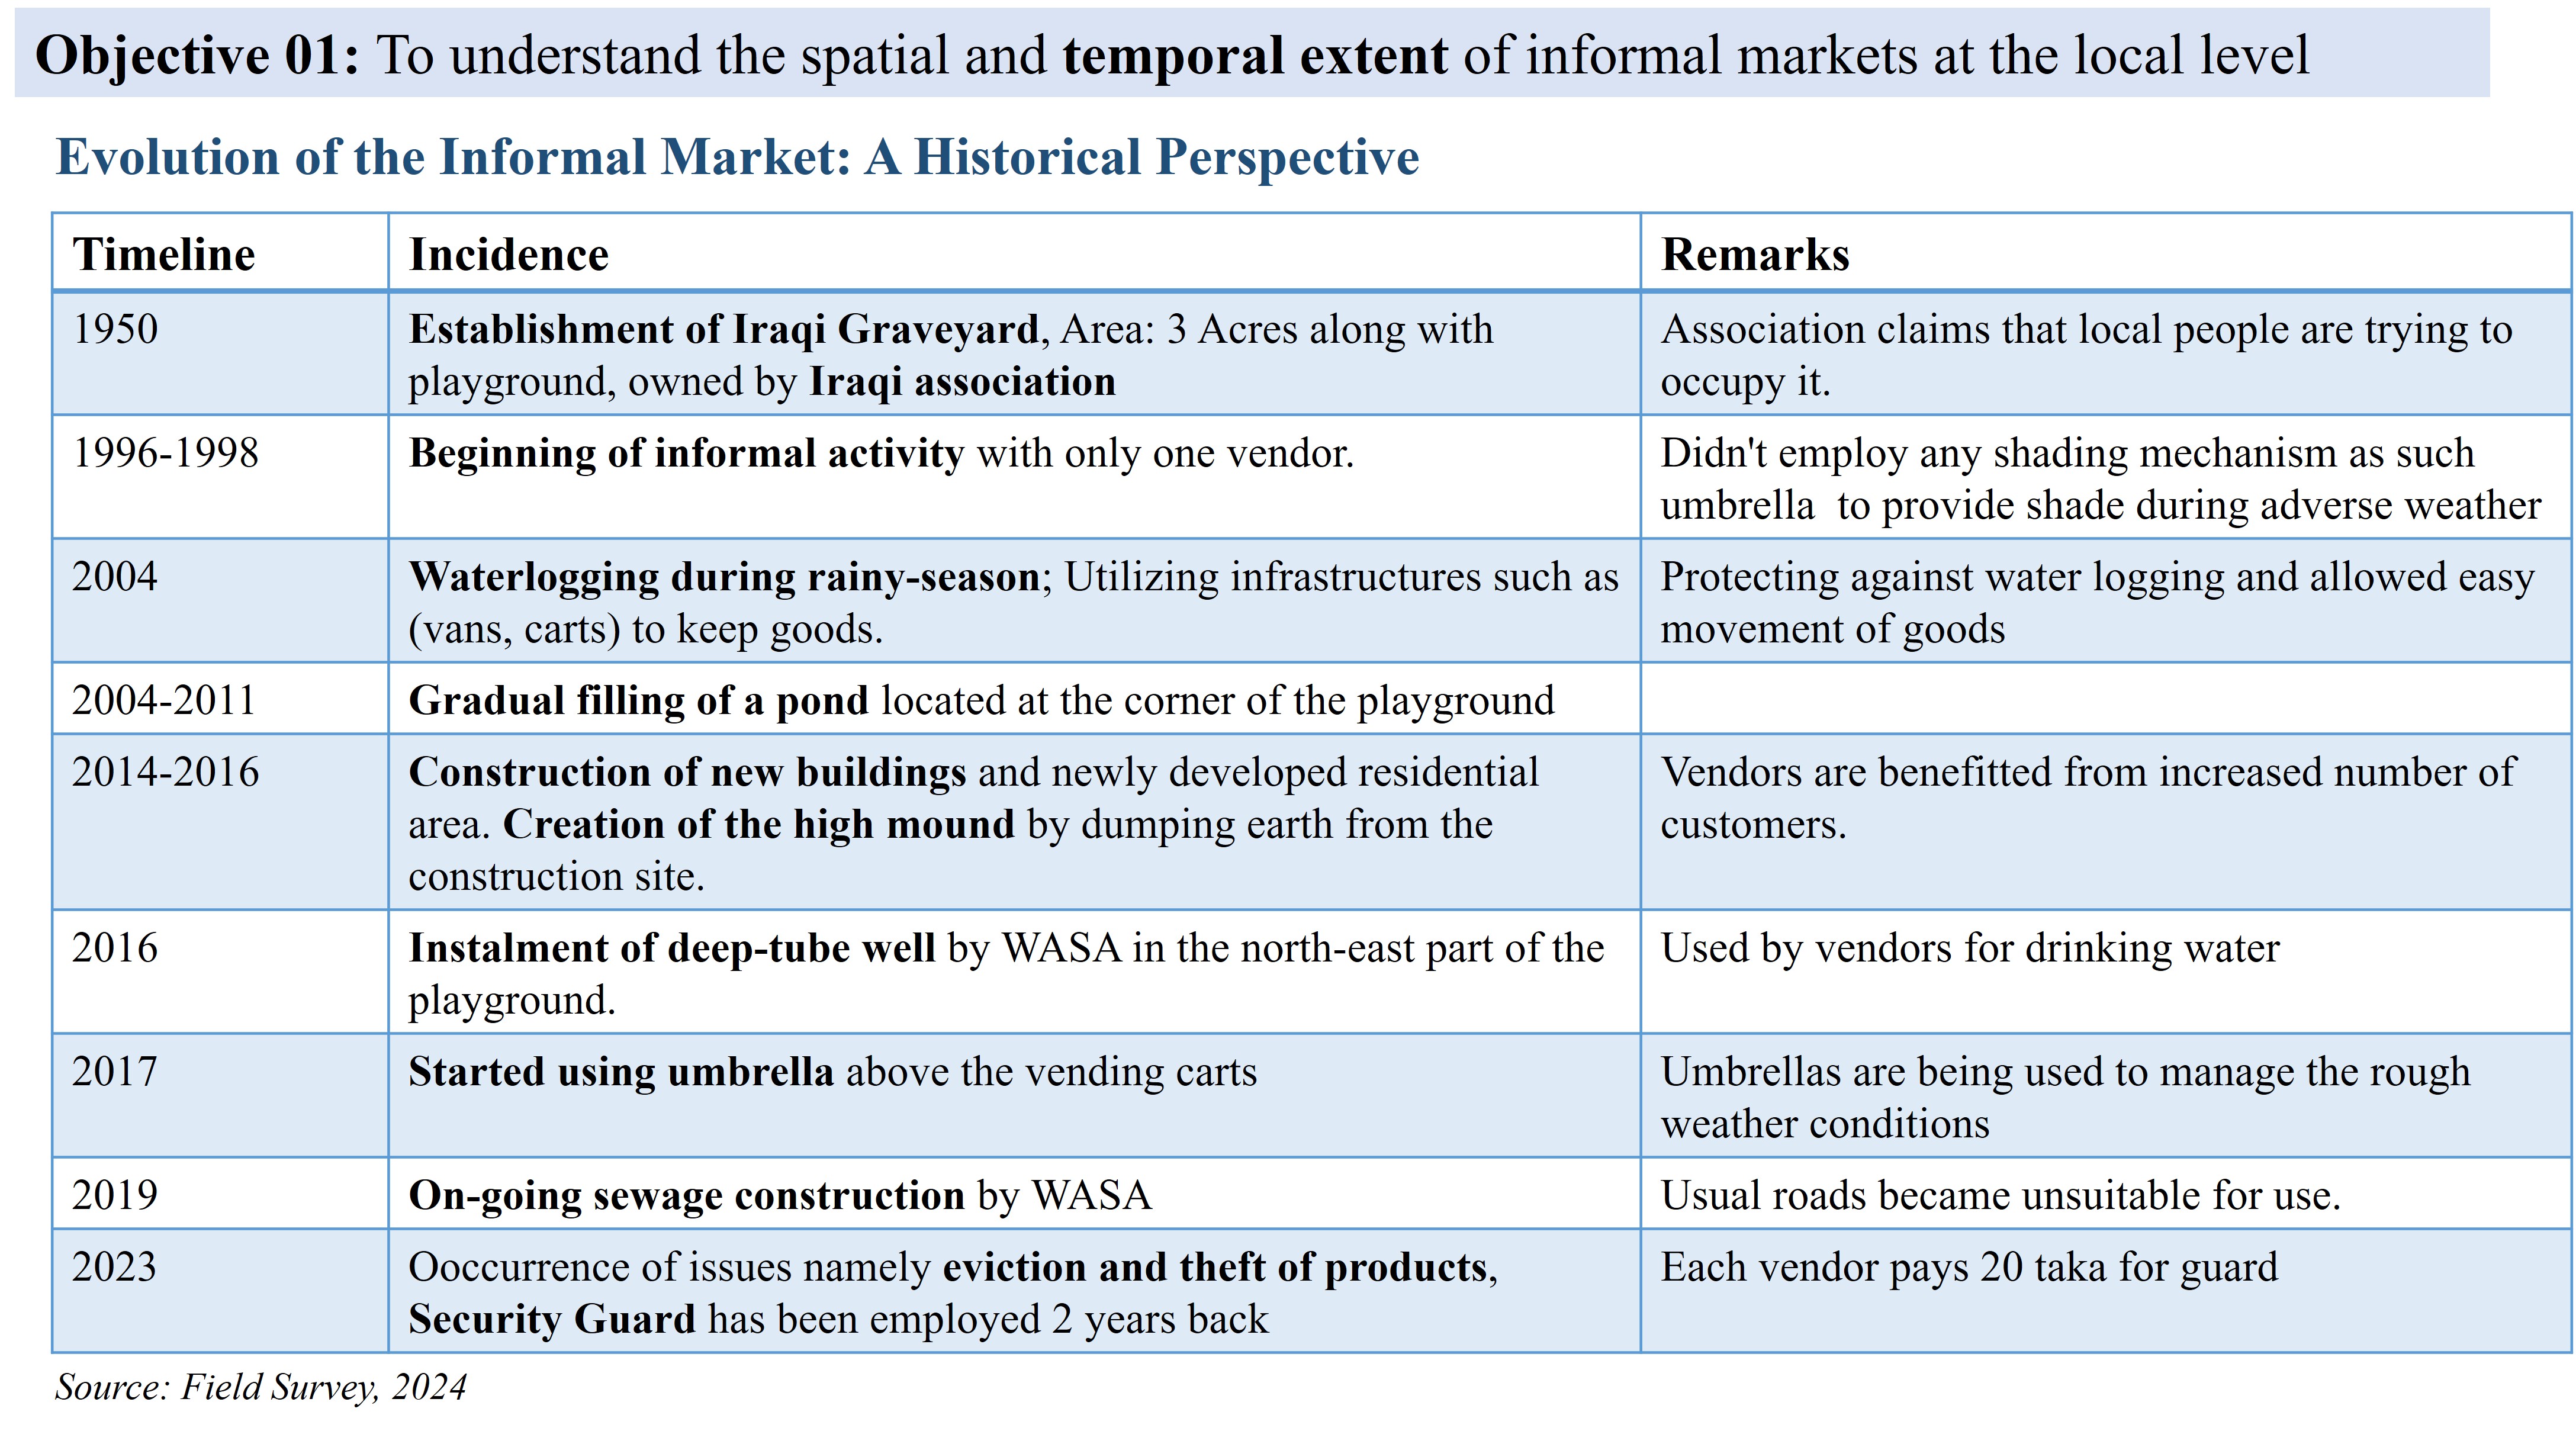 Objective 01: To understand the spatial and temporal extent of informal markets at the local level
Evolution of the Informal Market: A Historical Perspective
Timeline
Incidence
Remarks
1950
Establishment of Iraqi Graveyard, Area: 3 Acres along with
playground, owned by Iraqi association
Association claims that local people are trying to
occupy it.
1996-1998
Beginning of informal activity with only one vendor.
Didn't employ any shading mechanism as such
umbrella  to provide shade during adverse weather
2004
Waterlogging during rainy-season; Utilizing infrastructures such as
(vans, carts) to keep goods.
Protecting against water logging and allowed easy
movement of goods
2004-2011
Gradual filling of a pond located at the corner of the playground
2014-2016
Construction of new buildings and newly developed residential
area. Creation of the high mound by dumping earth from the
construction site.
Vendors are benefitted from increased number of
customers.
2016
Instalment of deep-tube well by WASA in the north-east part of the
playground.
Used by vendors for drinking water
2017
Started using umbrella above the vending carts
Umbrellas are being used to manage the rough
weather conditions
2019
On-going sewage construction by WASA
Usual roads became unsuitable for use.
2023
Ooccurrence of issues namely eviction and theft of products,
Security Guard has been employed 2 years back
Each vendor pays 20 taka for guard
Source: Field Survey, 2024